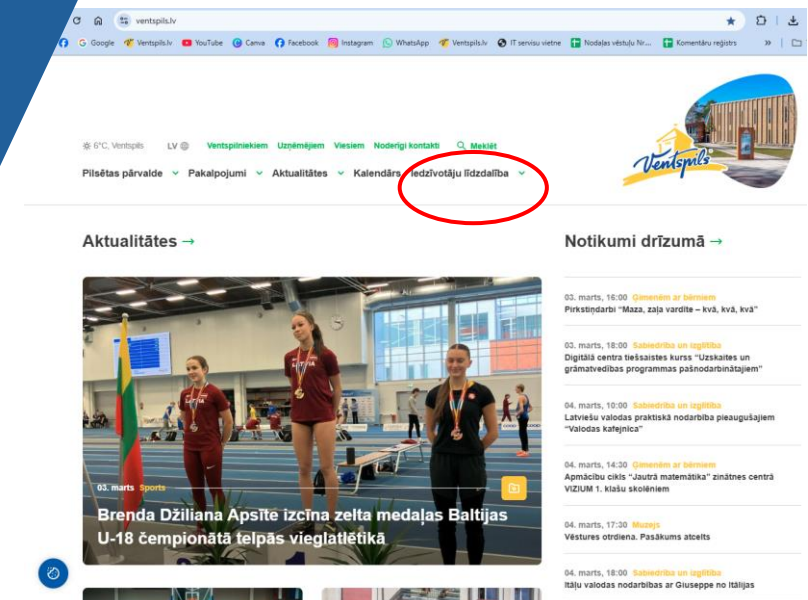 ventspils.lv
Google Ventspils.lv YouTube Canva Facebook Instagram WhatsApp Ventspils.lv IT servisu vietne Nodaļas vēstuļu Nr... Komentāru reģistrs »
6°C, Ventspils LV Ventspilniekiem Uzņēmējiem Viesiem Noderīgi kontakti Meklēt
Pilsētas pārvalde Pakalpojumi Aktualitātes Kalendārs Iedzīvotāju līdzdalība
Ventspils
Aktualitātes →
LATVIA
03. marts Sports
Brenda Džiliana Apsīte izcīna zelta medaļas Baltijas
U-18 čempionātā telpās vieglatlētikā
Notikumi drīzumā →
03. marts, 16:00 Ģimenēm ar bērniem
Pirkstiņdarbi “Maza, zaļa vardīte – kvā, kvā, kvā”
03. marts, 18:00 Sabiedrība un izglītība
Digitālā centra tiešsaistes kurss “Uzskaites un
grāmatvedības programmas pašnodarbinātajiem”
04. marts, 10:00 Sabiedrība un izglītība
Latviešu valodas praktiskā nodarbība pieaugušajiem
“Valodas kafejnīca”
04. marts, 14:30 Ģimenēm ar bērniem
Apmācību cikls “Jautrā matemātika” zinātnes centrā
VIZIUM 1. klašu skolēniem
04. marts, 17:30 Muzejs
Vēstures otrdiena. Pasākums atcelts
04. marts, 18:00 Sabiedrība un izglītība
Itāļu valodas nodarbības ar Giuseppe no Itālijas